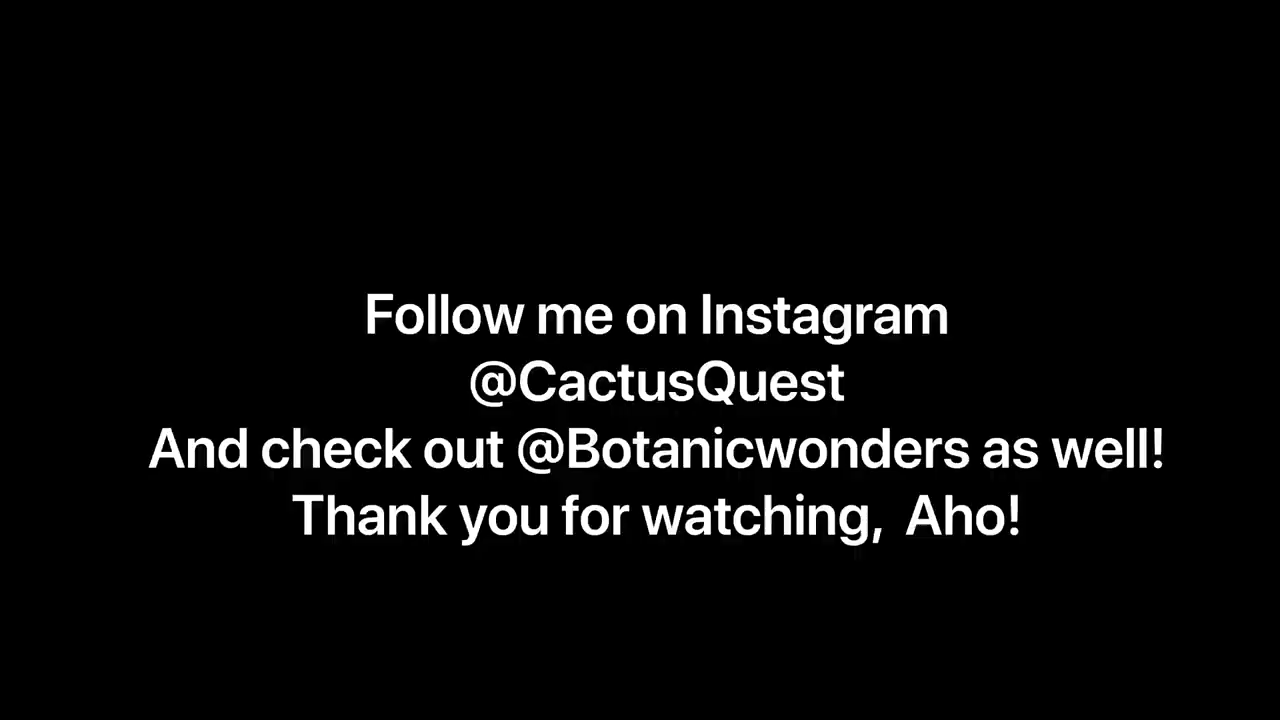 Follow me on Instagram
@CactusQuest
And check out @Botanicwonders as well!
Thank you for watching,  Aho!